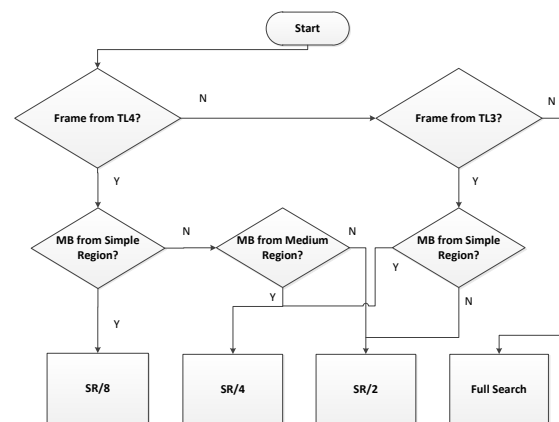 Start
Frame from TL4?
N
Frame from TL3?
N
Y
Y
MB from Simple
Region?
N
MB from Medium
Region?
N
MB from Simple
Region?
Y
Y
N
Y
SR/8
SR/4
SR/2
Full Search